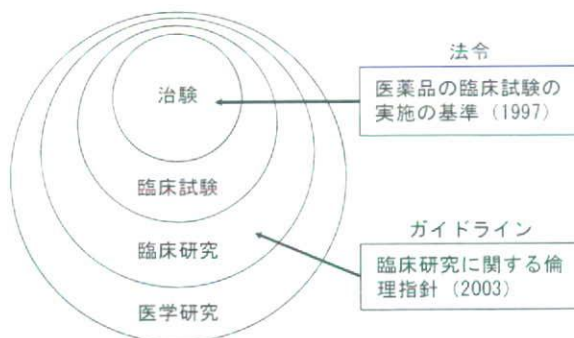 治験
臨床試験
臨床研究
医学研究
法令
医薬品の臨床試験の
実施の基準（1997）
ガイドライン
臨床研究に関する倫
理指針（2003）